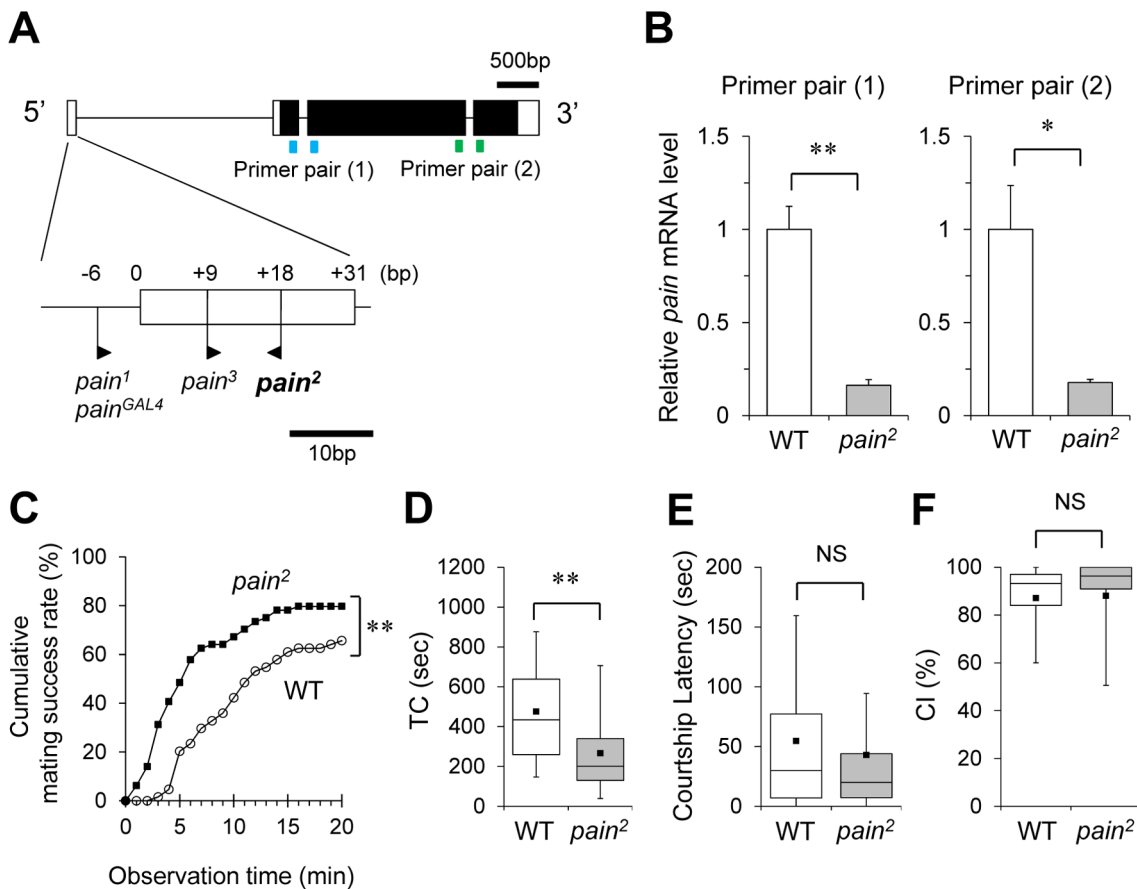 A
500bp
5’
3’
Primer pair (1)
Primer pair (2)
-6 0 +9 +18 +31 (bp)
pain¹ pain³ pain²
painᴳᴬᴸ⁴
10bp
B
Primer pair (1)
Primer pair (2)
Relative pain mRNA level
1.5
1
0.5
0
**
WT pain²
1.5
1
0.5
0
*
WT pain²
C
Cumulative
mating success rate (%)
100
80
60
40
20
0
pain²
**
WT
0 5 10 15 20
Observation time (min)
D
TC (sec)
1200
1000
800
600
400
200
0
**
WT pain²
E
Courtship Latency (sec)
200
150
100
50
0
NS
WT pain²
F
CI (%)
NS
100
80
60
40
20
0
WT pain²